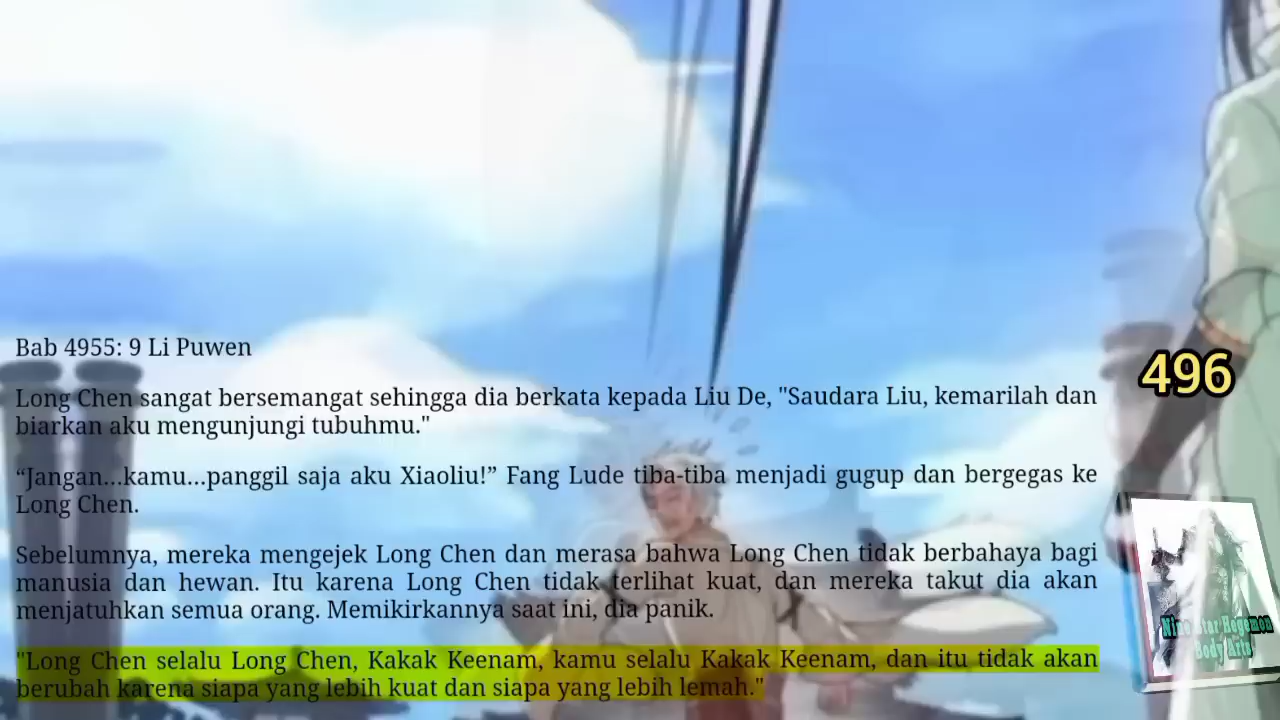 Bab 4955: 9 Li Puwen
Long Chen sangat bersemangat sehingga dia berkata kepada Liu De, "Saudara Liu, kemarilah dan
biarkan aku mengunjungi tubuhmu."
“Jangan...kamu...panggil saja aku Xiaoliu!” Fang Lude tiba-tiba menjadi gugup dan bergegas ke
Long Chen.
Sebelumnya, mereka mengejek Long Chen dan merasa bahwa Long Chen tidak berbahaya bagi
manusia dan hewan. Itu karena Long Chen tidak terlihat kuat, dan mereka takut dia akan
menjatuhkan semua orang. Memikirkannya saat ini, dia panik.
"Long Chen selalu Long Chen, Kakak Keenam, kamu selalu Kakak Keenam, dan itu tidak akan
berubah karena siapa yang lebih kuat dan siapa yang lebih lemah."
496
Nine Star Hegemon
Body Arts